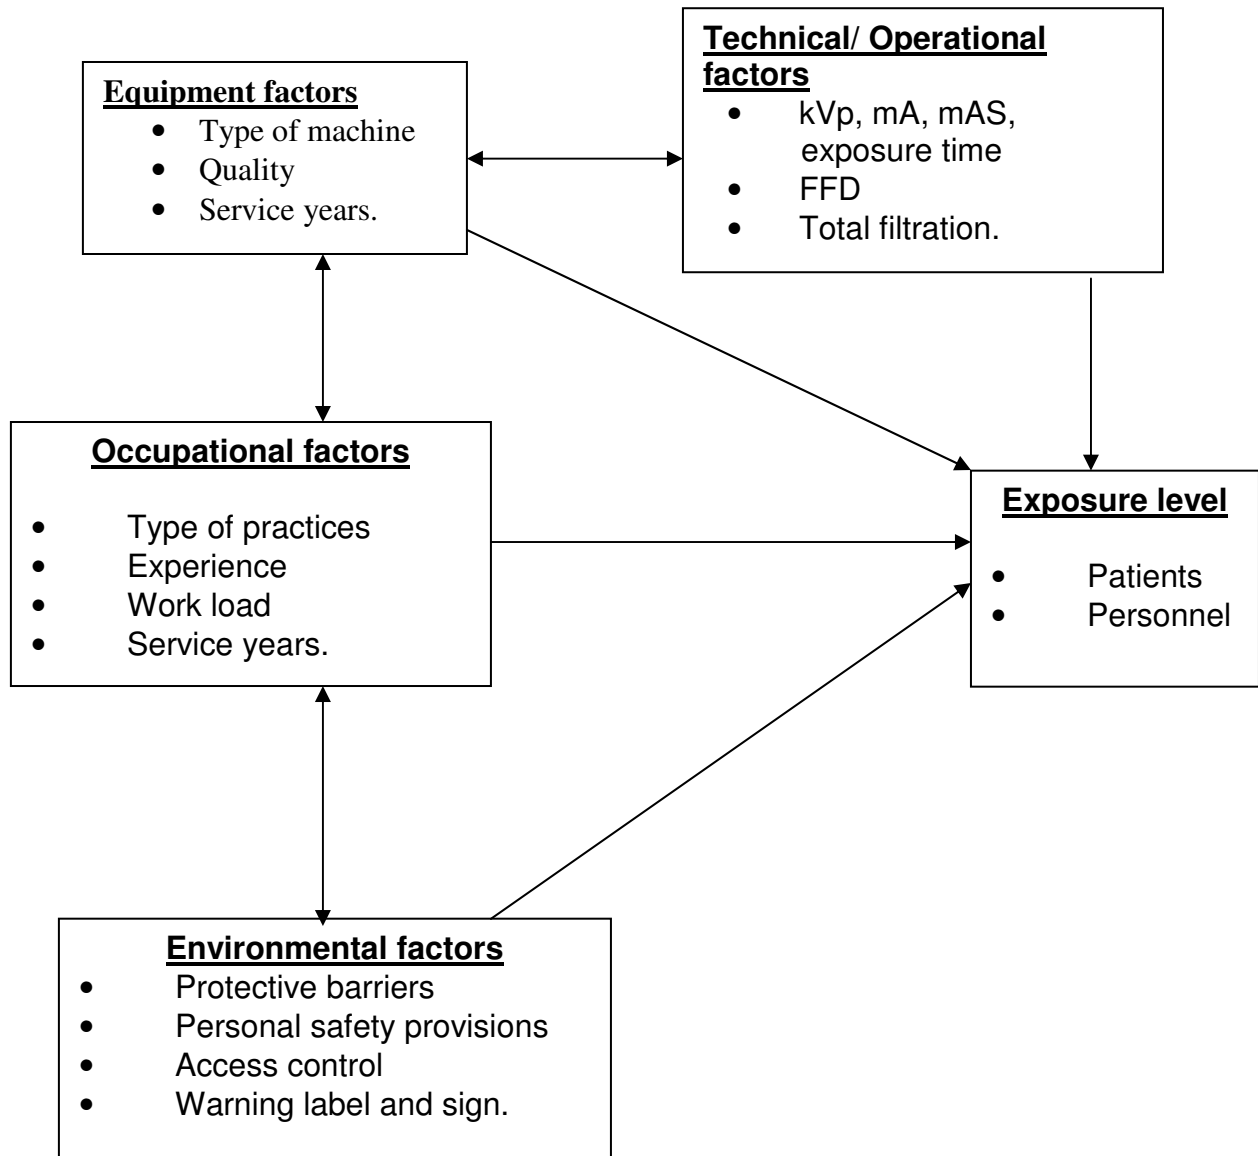 Equipment factors
• Type of machine
• Quality
• Service years.
Technical/ Operational
factors
• kVp, mA, mAS,
exposure time
• FFD
• Total filtration.
Occupational factors
• Type of practices
• Experience
• Work load
• Service years.
Exposure level
• Patients
• Personnel
Environmental factors
• Protective barriers
• Personal safety provisions
• Access control
• Warning label and sign.